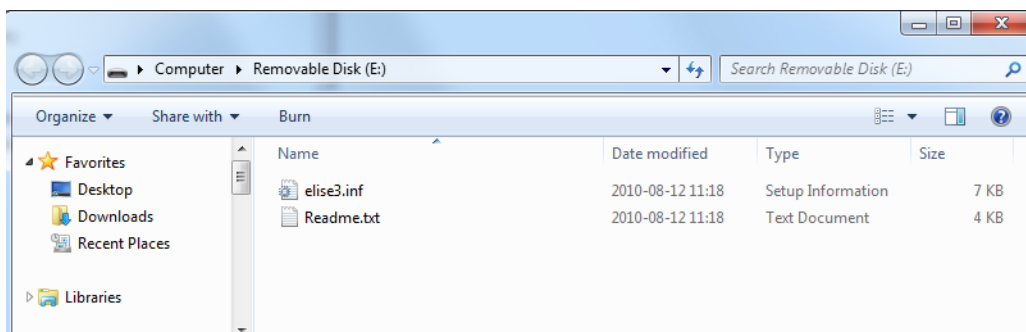 Computer Removable Disk (E:) Search Removable Disk (E:)
Organize Share with Burn
Name Date modified Type Size
Favorites
Desktop
Downloads
Recent Places
Libraries
elise3.inf 2010-08-12 11:18 Setup Information 7 KB
Readme.txt 2010-08-12 11:18 Text Document 4 KB